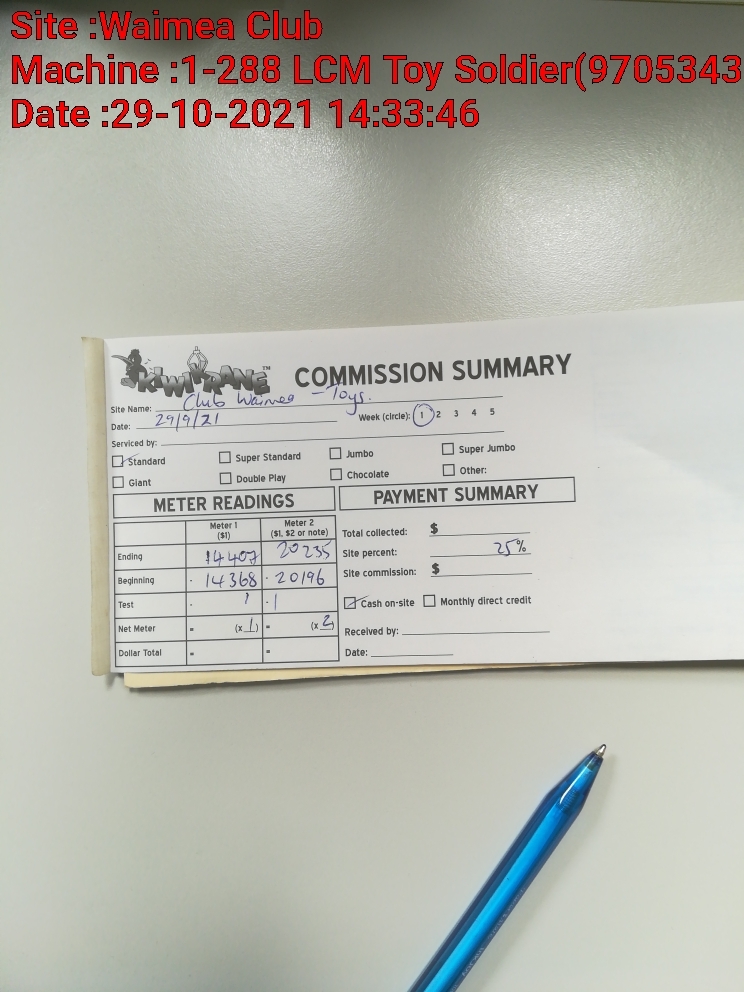 Site :Waimea Club
Machine :1-288 LCM Toy Soldier(9705343
Date :29-10-2021 14:33:46
KIWIKRANE™ COMMISSION SUMMARY
Site Name: Club Waimea - Toys.
Date: 29/9/21 Week (circle): 1 2 3 4 5
Serviced by:
Standard Super Standard Jumbo Super Jumbo
Giant Double Play Chocolate Other:
METER READINGS PAYMENT SUMMARY
Meter 1 ($1) Meter 2 ($1, $2 or note)
Total collected: $
Ending 14407 20235
Site percent: 25%
Beginning 14368 20196
Site commission: $
Test 1 1
Cash on-site Monthly direct credit
Net Meter = (x 1) = (x 2)
Received by:
Dollar Total = =
Date: